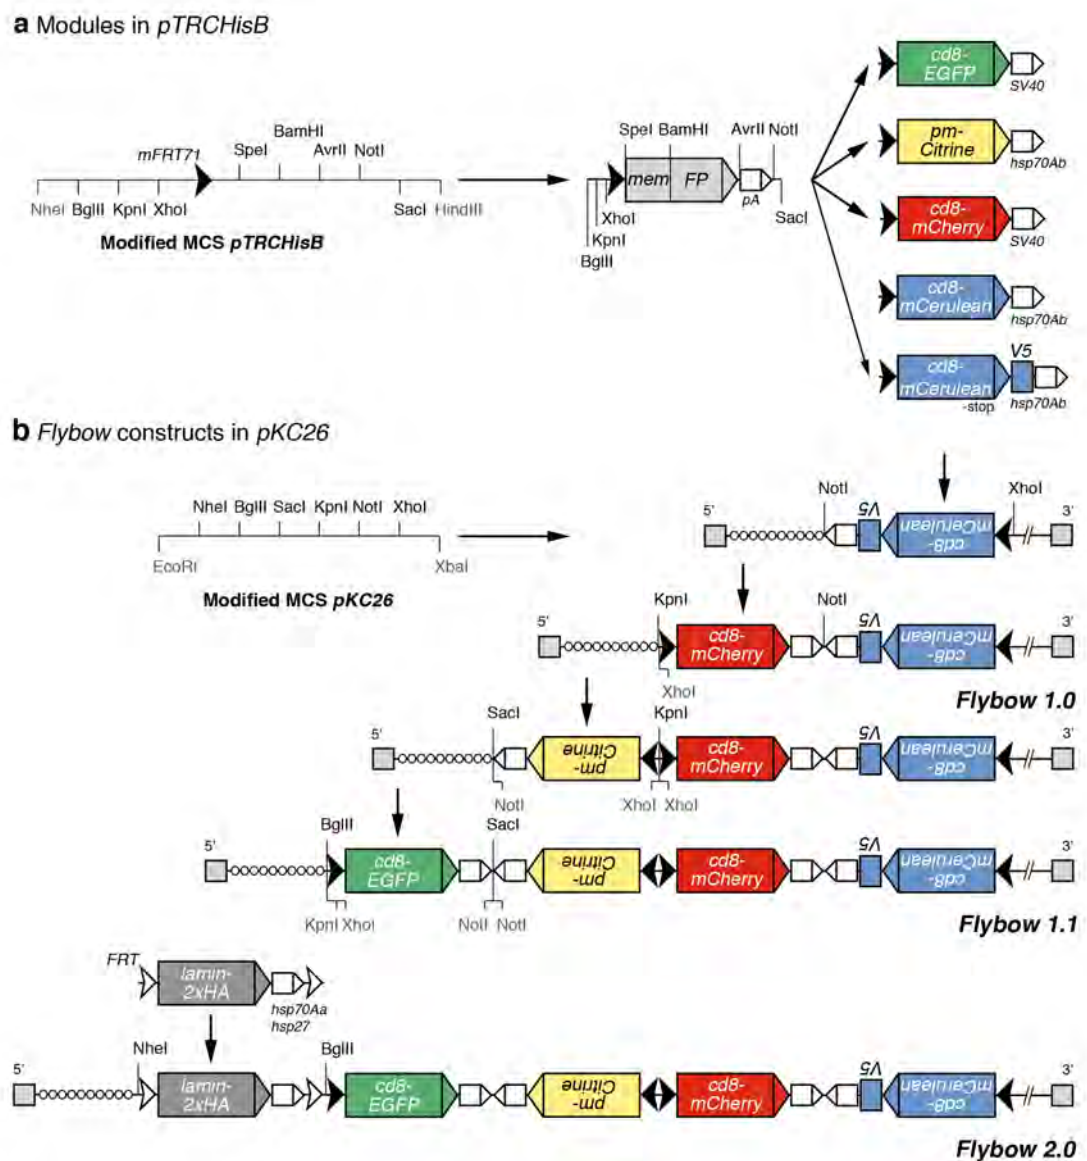 a Modules in pTRCHisB
mFRT71
SpeI
BamHI
AvrII
NotI
NheI BglII KpnI XhoI
SacI HindIII
Modified MCS pTRCHisB
SpeI BamHI AvrII NotI
mem FP
pA
XhoI
KpnI
BglII
SacI
cd8-
EGFP
SV40
pm-
Citrine
hsp70Ab
cd8-
mCherry
SV40
cd8-
mCerulean
hsp70Ab
cd8-
mCerulean
-stop
V5
hsp70Ab
b Flybow constructs in pKC26
NheI BglII SacI KpnI NotI XhoI
EcoRI
XbaI
Modified MCS pKC26
5'
NotI
V5
cd8-
mCerulean
XhoI
3'
5'
KpnI
cd8-
mCherry
NotI
V5
cd8-
mCerulean
3'
XhoI
Flybow 1.0
5'
SacI
pm-
Citrine
KpnI
cd8-
mCherry
V5
cd8-
mCerulean
3'
NotI
XhoI XhoI
5'
BglII
cd8-
EGFP
SacI
pm-
Citrine
cd8-
mCherry
V5
cd8-
mCerulean
3'
KpnI XhoI
NotI NotI
Flybow 1.1
FRT
lamin-
2xHA
hsp70Aa
hsp27
5'
NheI
lamin-
2xHA
BglII
cd8-
EGFP
pm-
Citrine
cd8-
mCherry
V5
cd8-
mCerulean
3'
Flybow 2.0